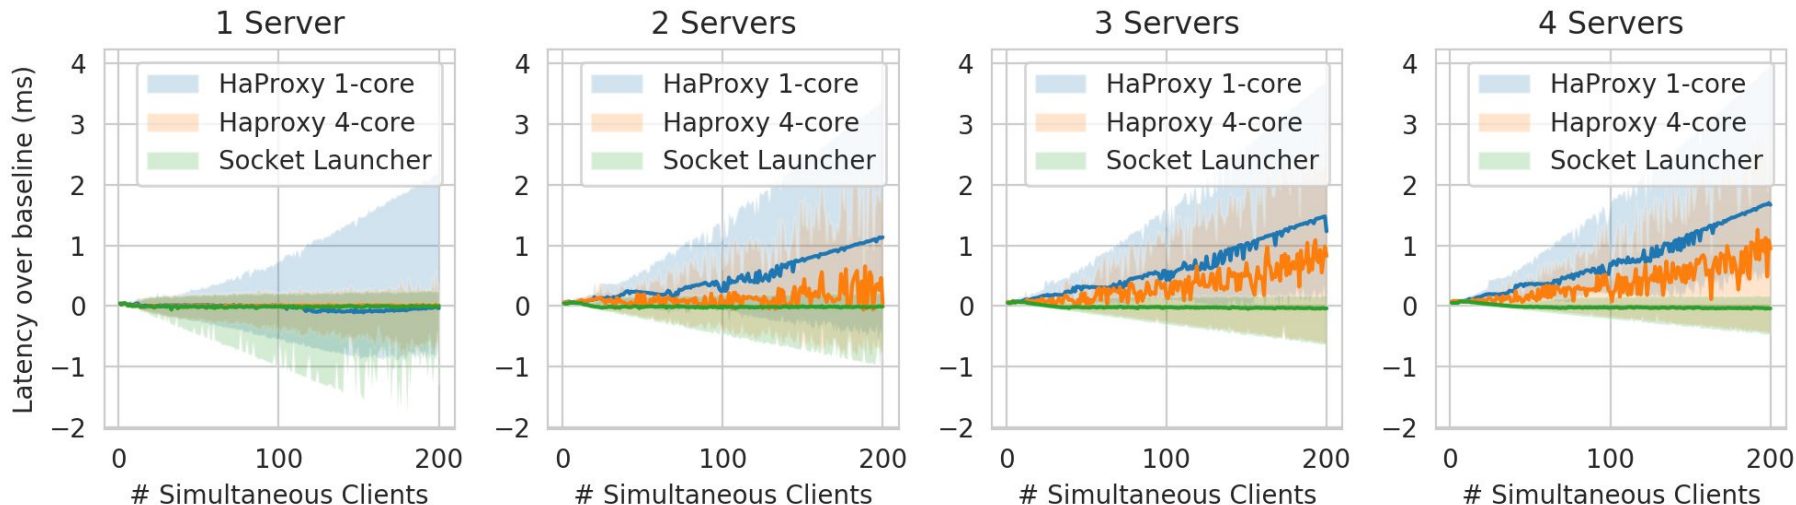 1 Server
2 Servers
3 Servers
4 Servers
Latency over baseline (ms)
4
3
2
1
0
−1
−2
HaProxy 1-core
Haproxy 4-core
Socket Launcher
0
100
200
# Simultaneous Clients
4
3
2
1
0
−1
−2
HaProxy 1-core
Haproxy 4-core
Socket Launcher
0
100
200
# Simultaneous Clients
4
3
2
1
0
−1
−2
HaProxy 1-core
Haproxy 4-core
Socket Launcher
0
100
200
# Simultaneous Clients
4
3
2
1
0
−1
−2
HaProxy 1-core
Haproxy 4-core
Socket Launcher
0
100
200
# Simultaneous Clients